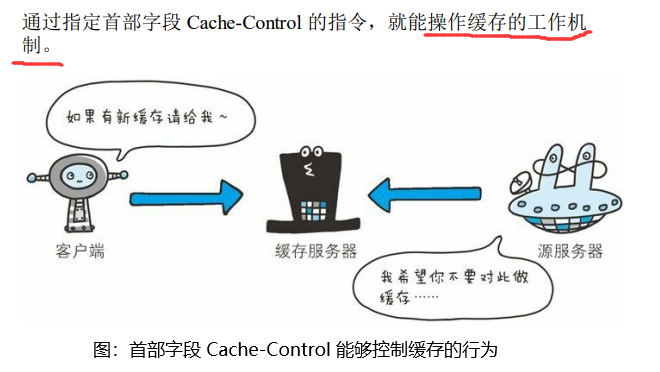 通过指定首部字段 Cache-Control 的指令，就能操作缓存的工作机
制。
如果有新缓存请给我~
客户端
缓存服务器
源服务器
我希望你不要对此做
缓存……
图：首部字段 Cache-Control 能够控制缓存的行为